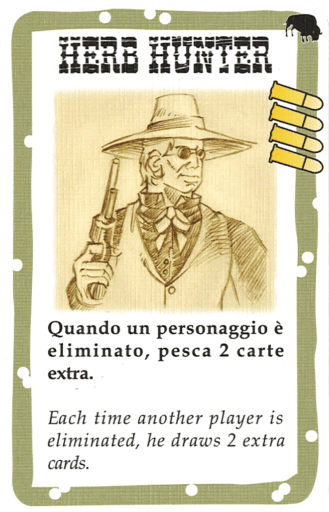 HERB HUNTER
Quando un personaggio è
eliminato, pesca 2 carte
extra.
Each time another player is
eliminated, he draws 2 extra
cards.